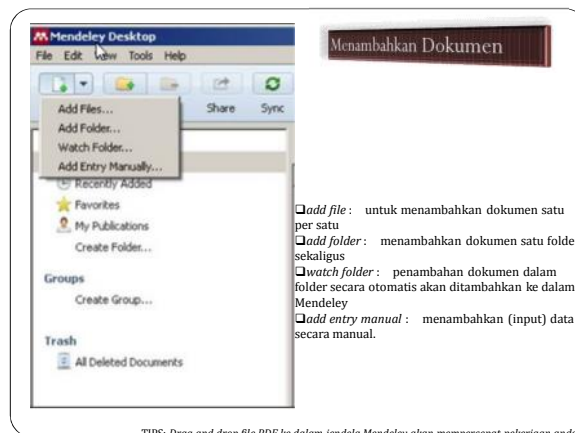 Mendeley Desktop
File Edit View Tools Help
Share Sync
Add Files...
Add Folder...
Watch Folder...
Add Entry Manually...
Recently Added
Favorites
My Publications
Create Folder...
Groups
Create Group...
Trash
All Deleted Documents
Menambahkan Dokumen
❑add file : untuk menambahkan dokumen satu
per satu
❑add folder : menambahkan dokumen satu folde
sekaligus
❑watch folder : penambahan dokumen dalam
folder secara otomatis akan ditambahkan ke dalam
Mendeley
❑add entry manual : menambahkan (input) data
secara manual.
TIPS: Drag and drop file PDF ke dalam jendela Mendeley akan mempercepat pekerjaan anda